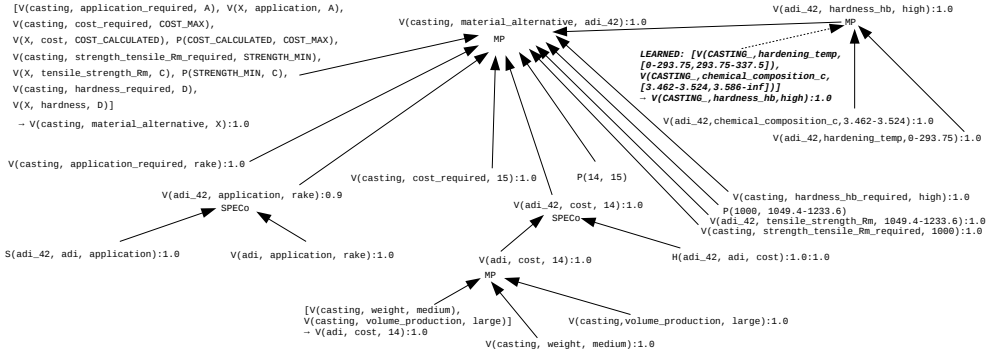 [V(casting, application_required, A), V(X, application, A),
V(casting, cost_required, COST_MAX),
V(X, cost, COST_CALCULATED), P(COST_CALCULATED, COST_MAX),
V(casting, strength_tensile_Rm_required, STRENGTH_MIN),
V(X, tensile_strength_Rm, C), P(STRENGTH_MIN, C),
V(casting, hardness_required, D),
V(X, hardness, D)]
→ V(casting, material_alternative, X):1.0
V(casting, material_alternative, adi_42):1.0
MP
V(adi_42, hardness_hb, high):1.0
MP
LEARNED: [V(CASTING_,hardening_temp,
[0-293.75,293.75-337.5]),
V(CASTING_,chemical_composition_c,
[3.462-3.524,3.586-inf])]
→ V(CASTING_,hardness_hb,high):1.0
V(adi_42,chemical_composition_c,3.462-3.524):1.0
V(adi_42,hardening_temp,0-293.75):1.0
V(casting, application_required, rake):1.0
V(adi_42, application, rake):0.9
SPECo
V(casting, cost_required, 15):1.0
P(14, 15)
V(adi_42, cost, 14):1.0
SPECo
V(casting, hardness_hb_required, high):1.0
P(1000, 1049.4-1233.6)
V(adi_42, tensile_strength_Rm, 1049.4-1233.6):1.0
V(casting, strength_tensile_Rm_required, 1000):1.0
S(adi_42, adi, application):1.0
V(adi, application, rake):1.0
V(adi, cost, 14):1.0
H(adi_42, adi, cost):1.0:1.0
MP
[V(casting, weight, medium),
V(casting, volume_production, large)]
→ V(adi, cost, 14):1.0
V(casting,volume_production, large):1.0
V(casting, weight, medium):1.0